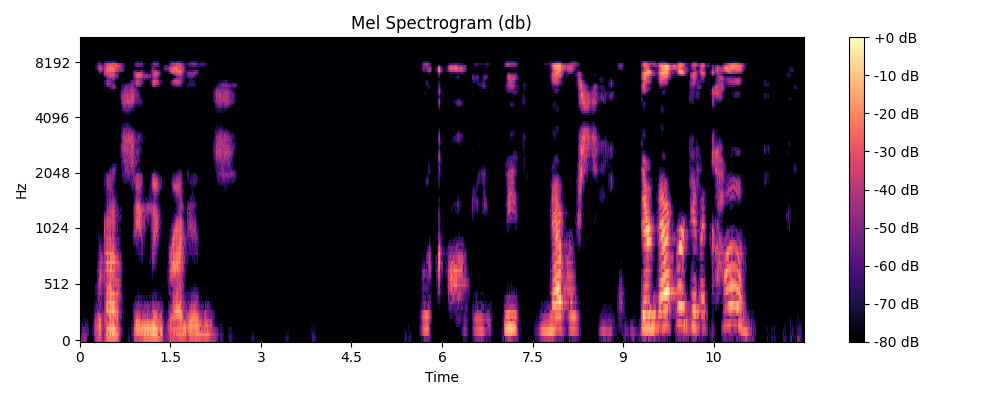 Mel Spectrogram (db)
8192
4096
2048
1024
512
0
Hz
0 1.5 3 4.5 6 7.5 9 10
Time
+0 dB
-10 dB
-20 dB
-30 dB
-40 dB
-50 dB
-60 dB
-70 dB
-80 dB